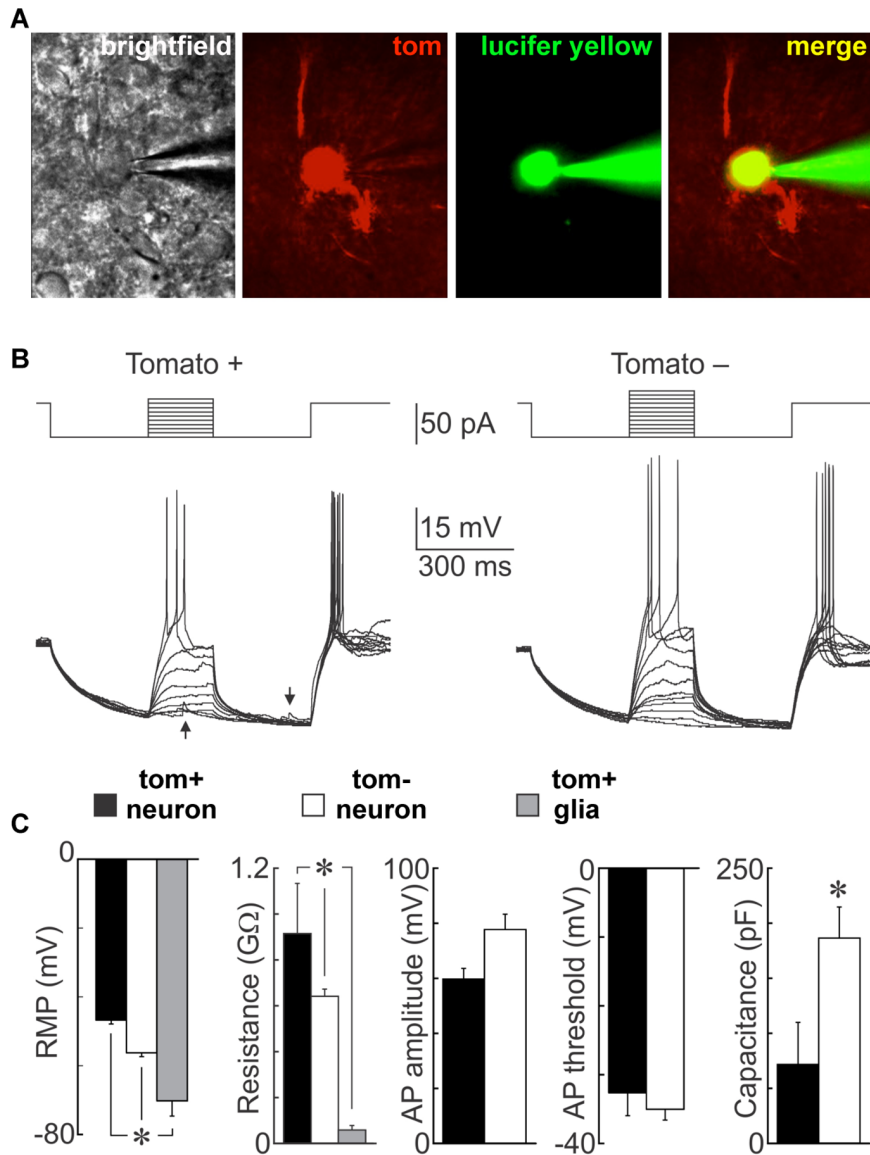 A
brightfield
tom
lucifer yellow
merge
B
Tomato +
Tomato –
50 pA
15 mV
300 ms
tom+
neuron
tom-
neuron
tom+
glia
C
RMP (mV)
0
-80
*
Resistance (GΩ)
1.2
0
*
AP amplitude (mV)
100
0
AP threshold (mV)
-40
Capacitance (pF)
250
0
*